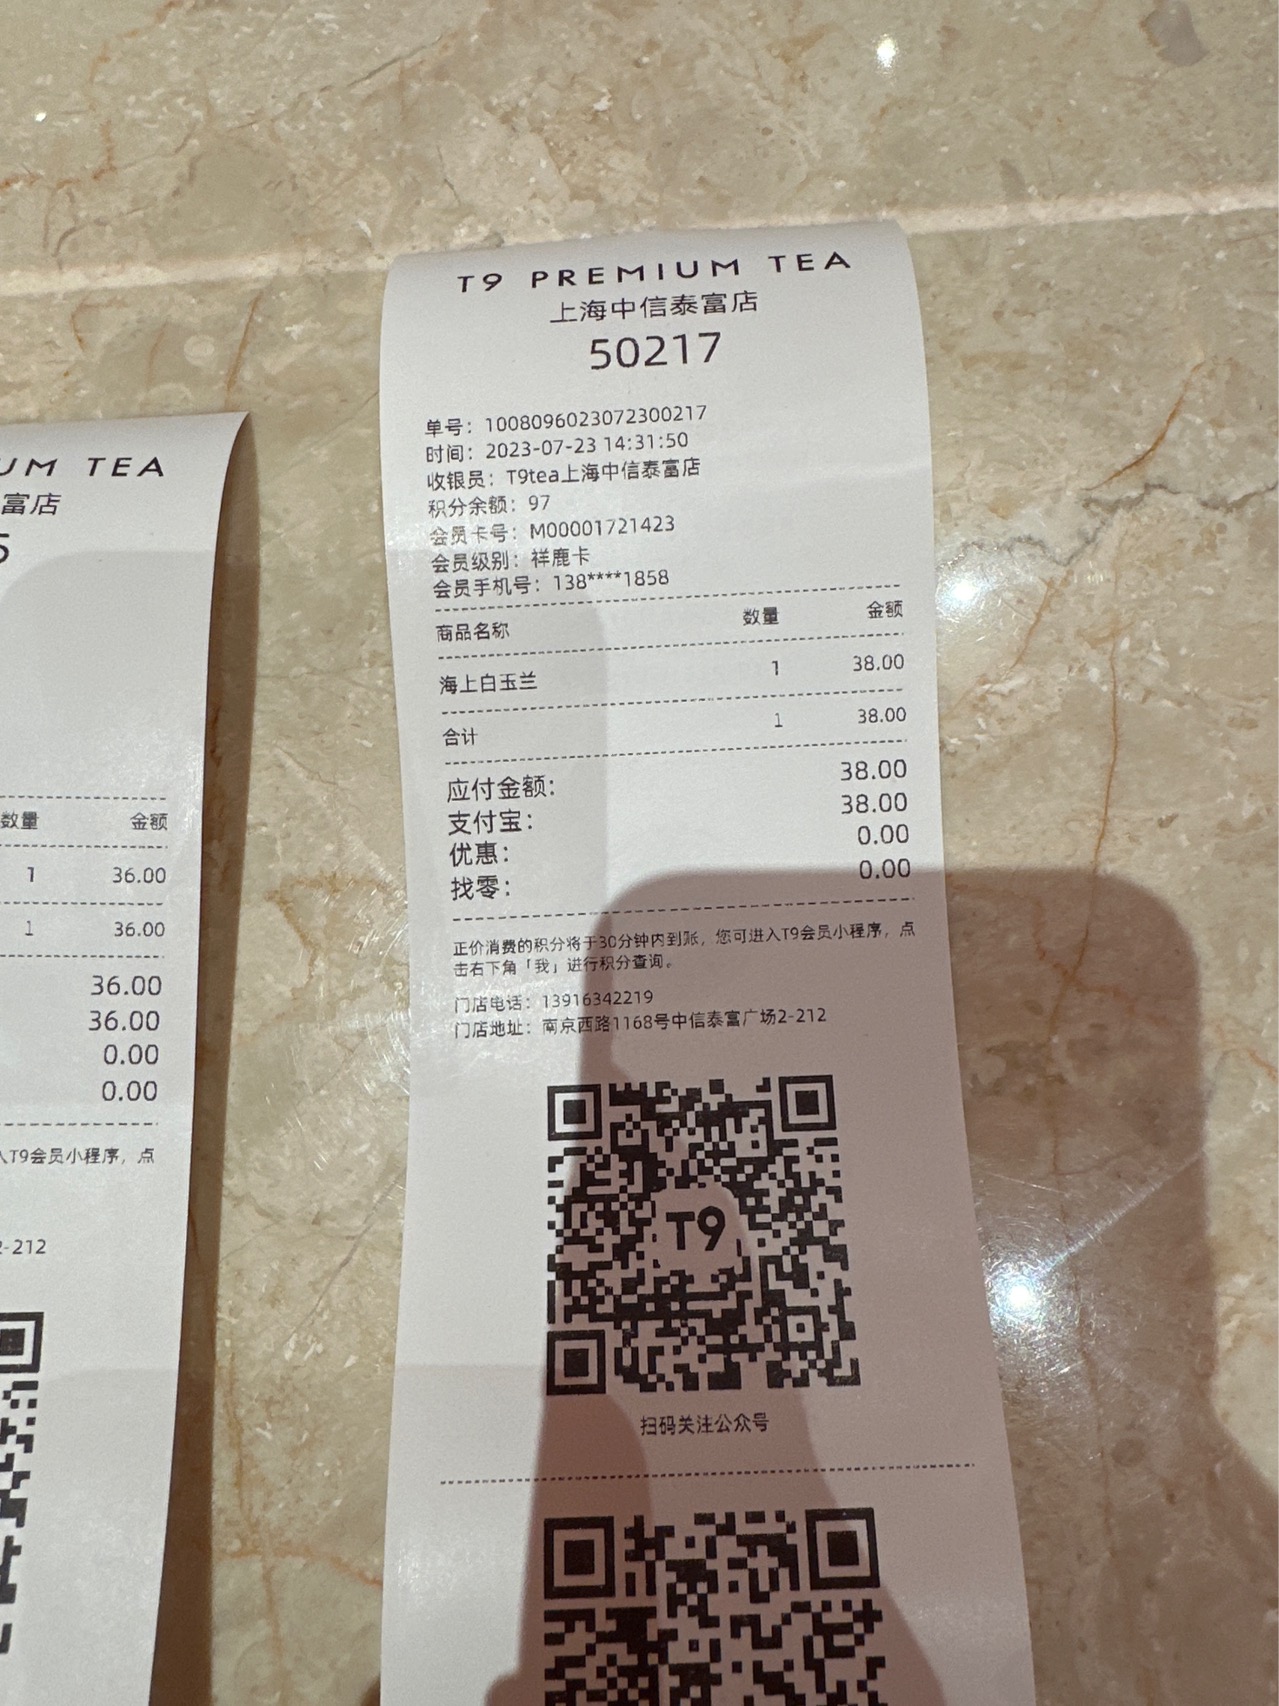 UM TEA
富店
5
数量 金额
1 36.00
1 36.00
36.00
36.00
0.00
0.00
入T9会员小程序，点
2-212
T9 PREMIUM TEA
上海中信泰富店
50217
单号：1008096023072300217
时间：2023-07-23 14:31:50
收银员：T9tea上海中信泰富店
积分余额：97
会员卡号：M00001721423
会员级别：祥鹿卡
会员手机号：138****1858
商品名称 数量 金额
海上白玉兰 1 38.00
合计 1 38.00
应付金额： 38.00
支付宝： 38.00
优惠： 0.00
找零： 0.00
正价消费的积分将于30分钟内到账，您可进入T9会员小程序，点
击右下角「我」进行积分查询。
门店电话：13916342219
门店地址：南京西路1168号中信泰富广场2-212
T9
扫码关注公众号